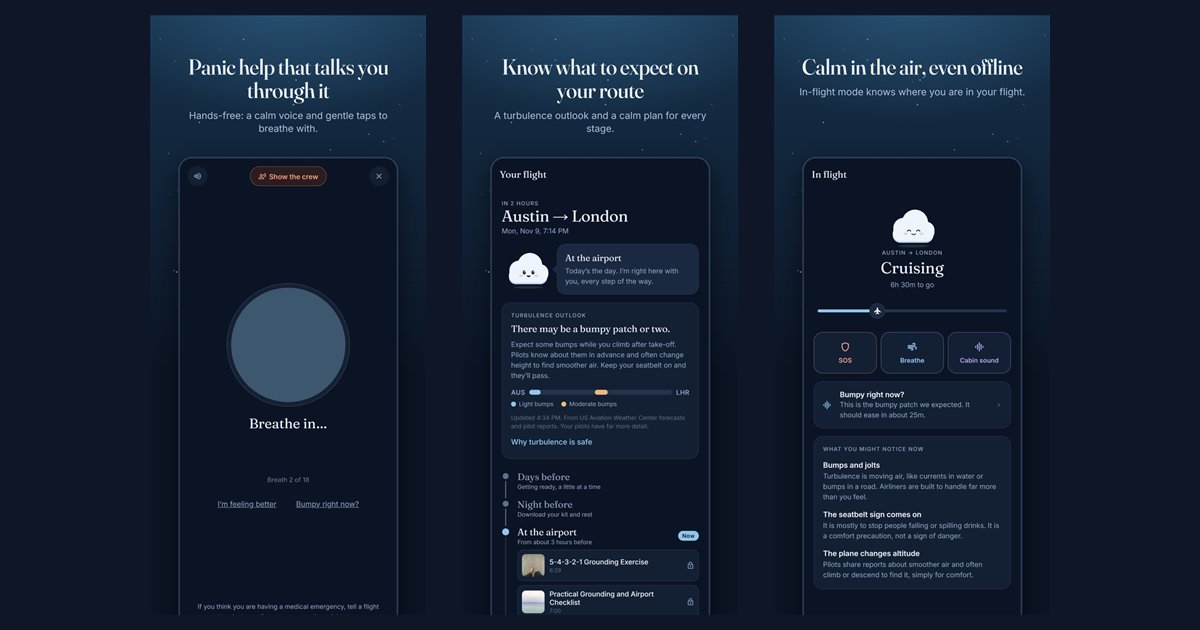 Panic help that talks you
through it
Hands-free: a calm voice and gentle taps to
breathe with.
Show the crew
Breathe in...
Breath 2 of 18
I'm feeling better
Bumpy right now?
If you think you are having a medical emergency, tell a flight
Know what to expect on
your route
A turbulence outlook and a calm plan for every
stage.
Your flight
IN 2 HOURS
Austin → London
Mon, Nov 9, 7:14 PM
At the airport
Today's the day. I'm right here with
you, every step of the way.
TURBULENCE OUTLOOK
There may be a bumpy patch or two.
Expect some bumps while you climb after take-off.
Pilots know about them in advance and often change
height to find smoother air. Keep your seatbelt on and
they'll pass.
AUS
LHR
Light bumps
Moderate bumps
Updated 4:34 PM. From US Aviation Weather Center forecasts
and pilot reports. Your pilots have far more detail.
Why turbulence is safe
Days before
Getting ready, a little at a time
Night before
Download your kit and rest
At the airport
Now
From about 3 hours before
5-4-3-2-1 Grounding Exercise
6:29
Practical Grounding and Airport
Checklist
7:00
Calm in the air, even offline
In-flight mode knows where you are in your flight.
In flight
AUSTIN → LONDON
Cruising
6h 30m to go
SOS
Breathe
Cabin sound
Bumpy right now?
This is the bumpy patch we expected. It
should ease in about 25m.
WHAT YOU MIGHT NOTICE NOW
Bumps and jolts
Turbulence is moving air, like currents in water or
bumps in a road. Airliners are built to handle far more
than you feel.
The seatbelt sign comes on
It is mostly to stop people falling or spilling drinks. It is
a comfort precaution, not a sign of danger.
The plane changes altitude
Pilots share reports about smoother air and often
climb or descend to find it, simply for comfort.